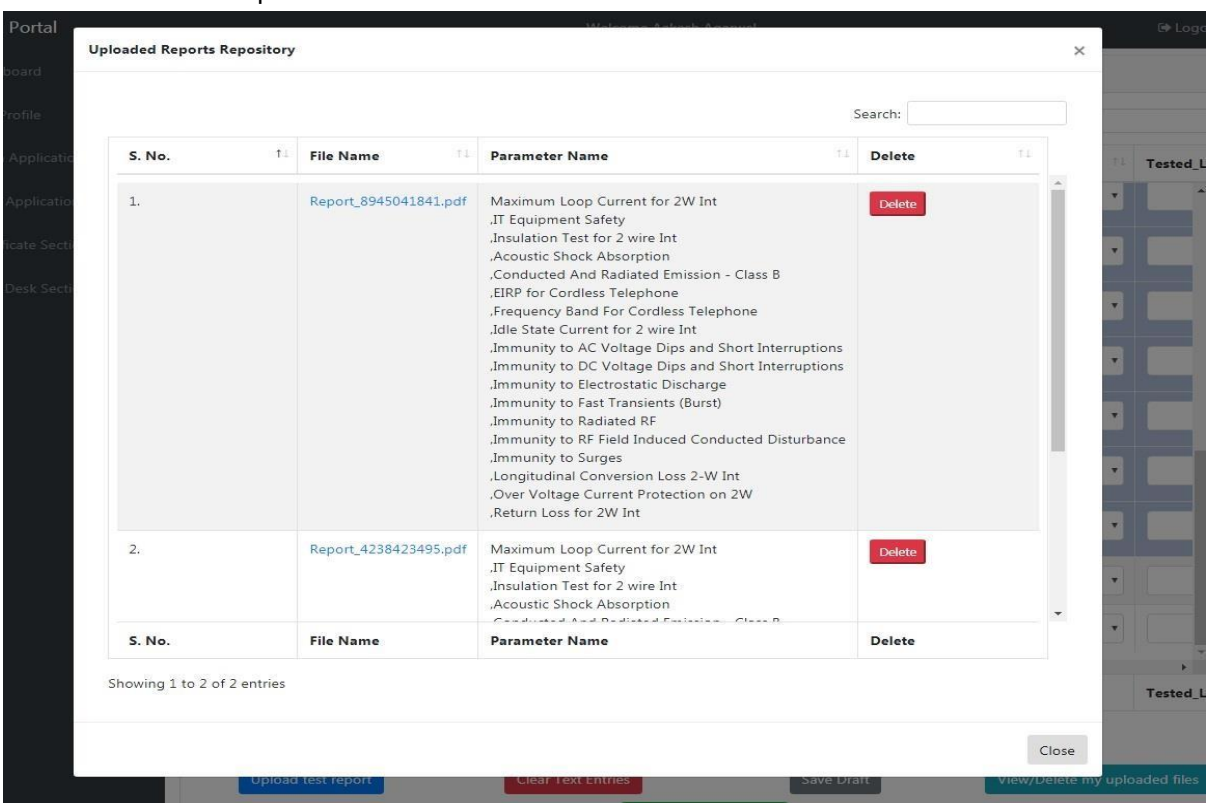 Portal
Logo
Uploaded Reports Repository
×
board
Profile
Search:
Applicatio
S. No.
File Name
Parameter Name
Delete
Tested_L
1.
Report_8945041841.pdf
Maximum Loop Current for 2W Int
Delete
,IT Equipment Safety
Applicatio
,Insulation Test for 2 wire Int
ficate Secti
,Acoustic Shock Absorption
,Conducted And Radiated Emission - Class B
Desk Secti
,EIRP for Cordless Telephone
,Frequency Band For Cordless Telephone
,Idle State Current for 2 wire Int
,Immunity to AC Voltage Dips and Short Interruptions
,Immunity to DC Voltage Dips and Short Interruptions
,Immunity to Electrostatic Discharge
,Immunity to Fast Transients (Burst)
,Immunity to Radiated RF
,Immunity to RF Field Induced Conducted Disturbance
,Immunity to Surges
,Longitudinal Conversion Loss 2-W Int
,Over Voltage Current Protection on 2W
,Return Loss for 2W Int
2.
Report_4238423495.pdf
Maximum Loop Current for 2W Int
Delete
,IT Equipment Safety
,Insulation Test for 2 wire Int
,Acoustic Shock Absorption
,Conducted And Radiated Emission - Class B
S. No.
File Name
Parameter Name
Delete
Showing 1 to 2 of 2 entries
Tested_L
Close
Upload test report
Clear Text Entries
Save Draft
View/Delete my uploaded files